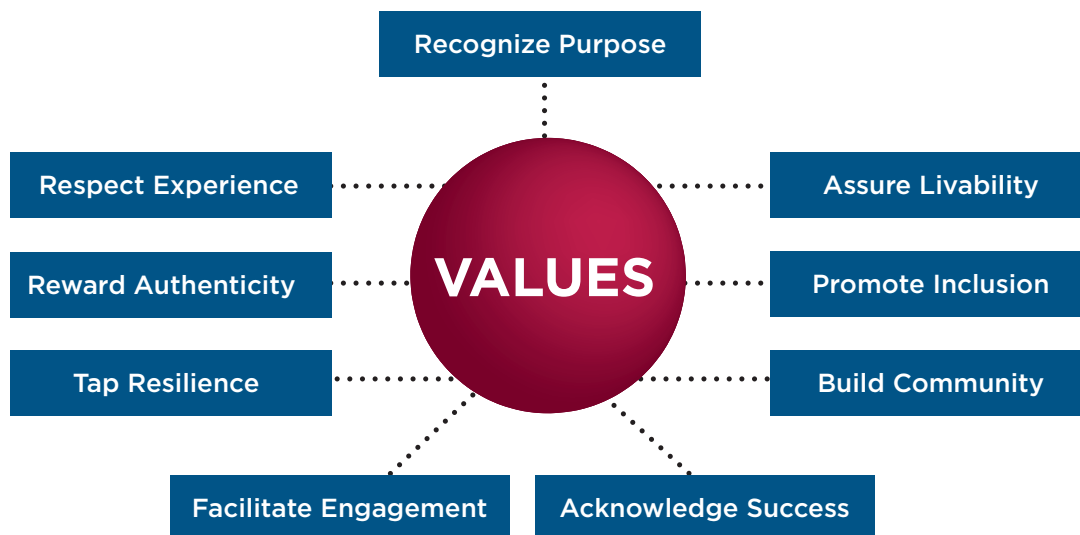 Recognize Purpose
Respect Experience
Assure Livability
Reward Authenticity
VALUES
Promote Inclusion
Tap Resilience
Build Community
Facilitate Engagement
Acknowledge Success